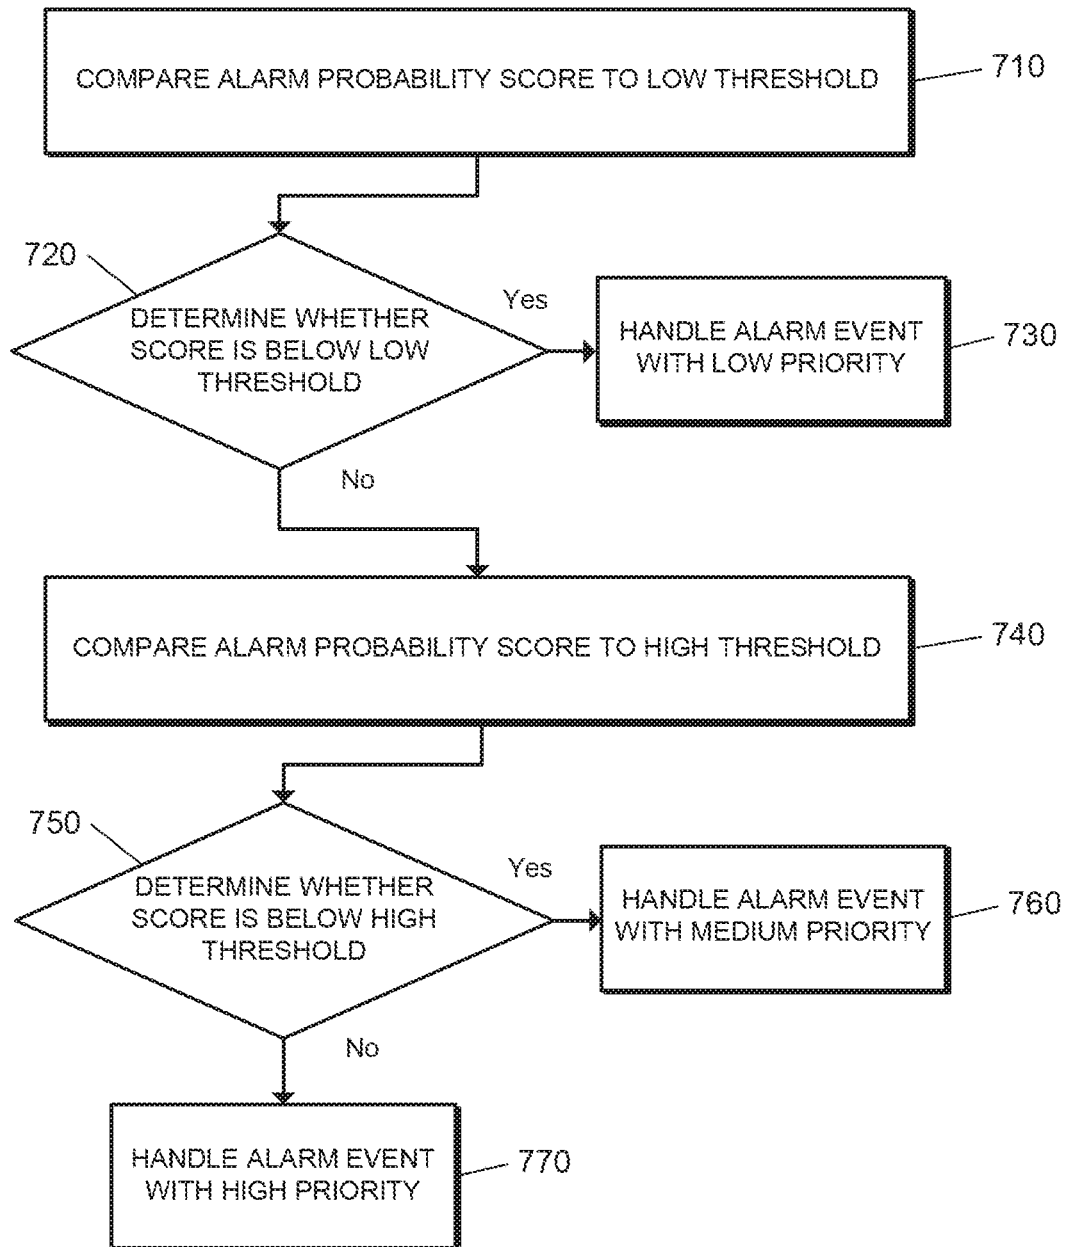 COMPARE ALARM PROBABILITY SCORE TO LOW THRESHOLD
710
720
DETERMINE WHETHER
SCORE IS BELOW LOW
THRESHOLD
Yes
HANDLE ALARM EVENT
WITH LOW PRIORITY
730
No
COMPARE ALARM PROBABILITY SCORE TO HIGH THRESHOLD
740
750
DETERMINE WHETHER
SCORE IS BELOW HIGH
THRESHOLD
Yes
HANDLE ALARM EVENT
WITH MEDIUM PRIORITY
760
No
HANDLE ALARM EVENT
WITH HIGH PRIORITY
770